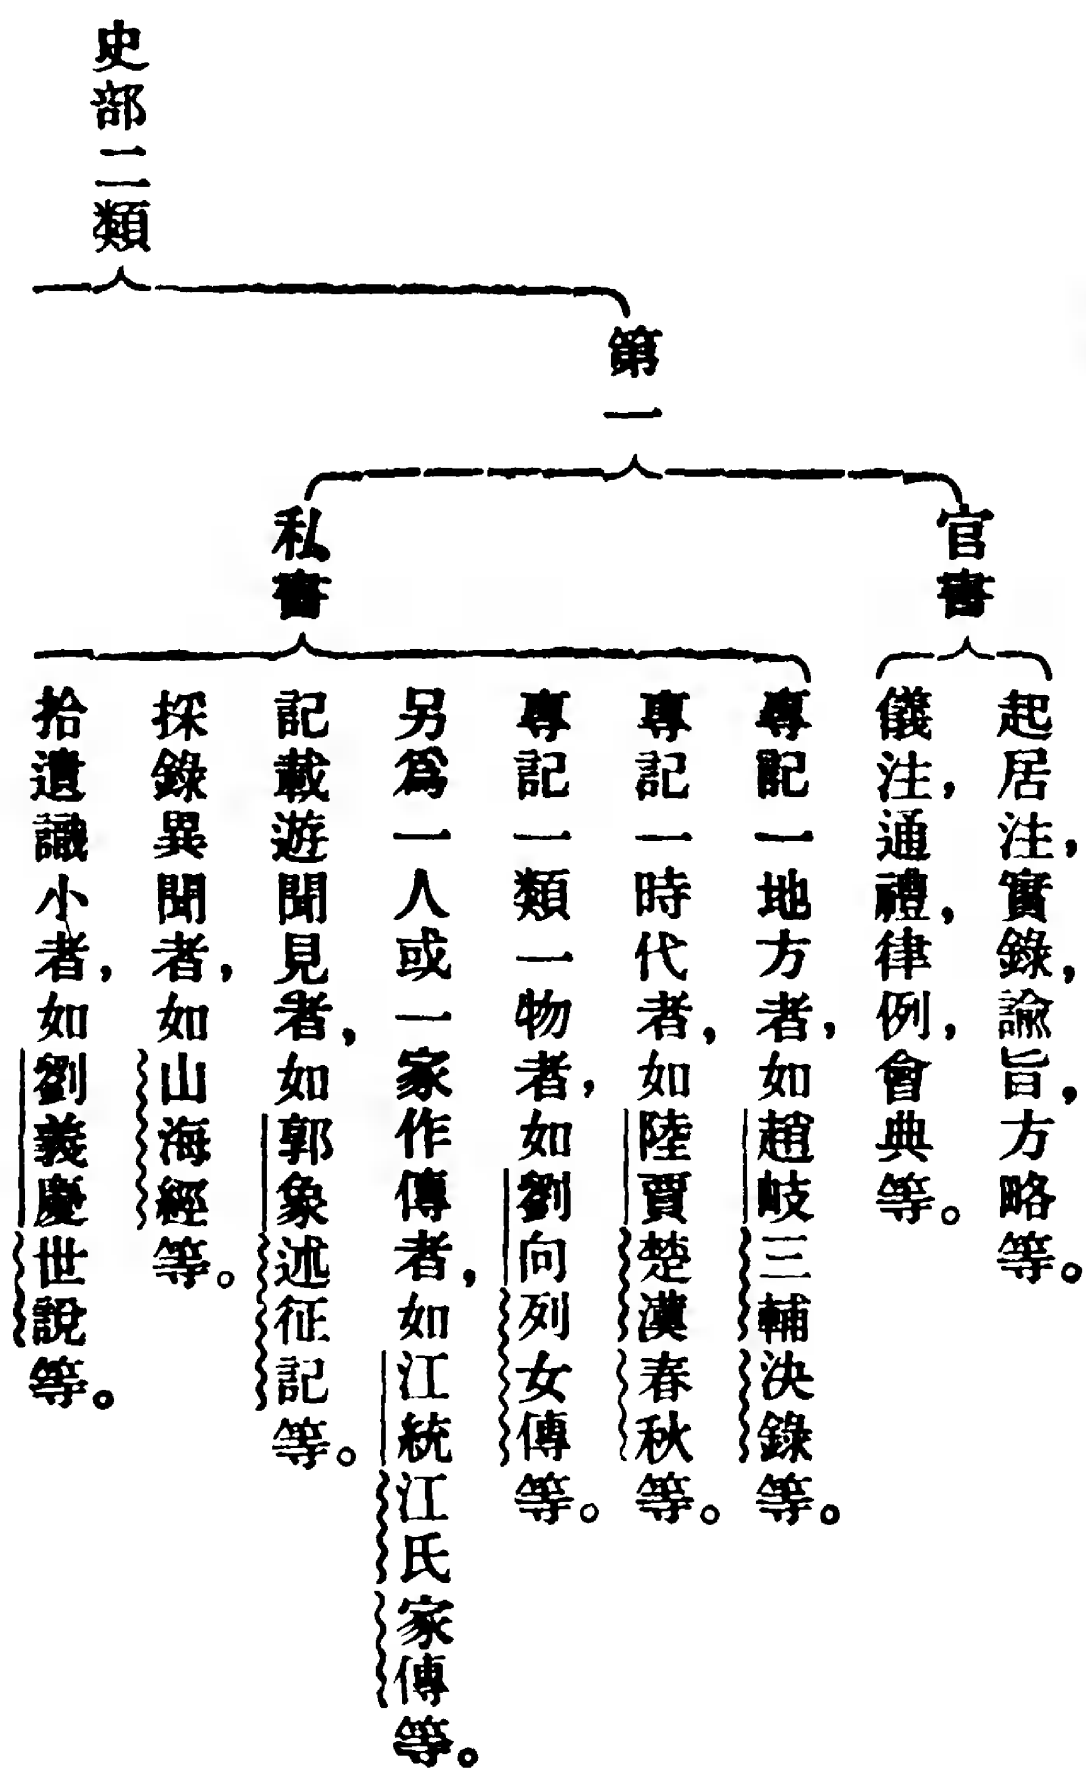 史部二類
第一
官書
起居注，實錄，諭旨，方略等。
儀注，通禮，律例，會典等。
私書
專記一地方者，如趙岐三輔決錄等。
專記一時代者，如陸賈楚漢春秋等。
專記一類一物者，如劉向列女傳等。
另爲一人或一家作傳者，如江統江氏家傳等。
記載遊聞見者，如郭象述征記等。
採錄異聞者，如山海經等。
拾遺識小者，如劉義慶世說等。